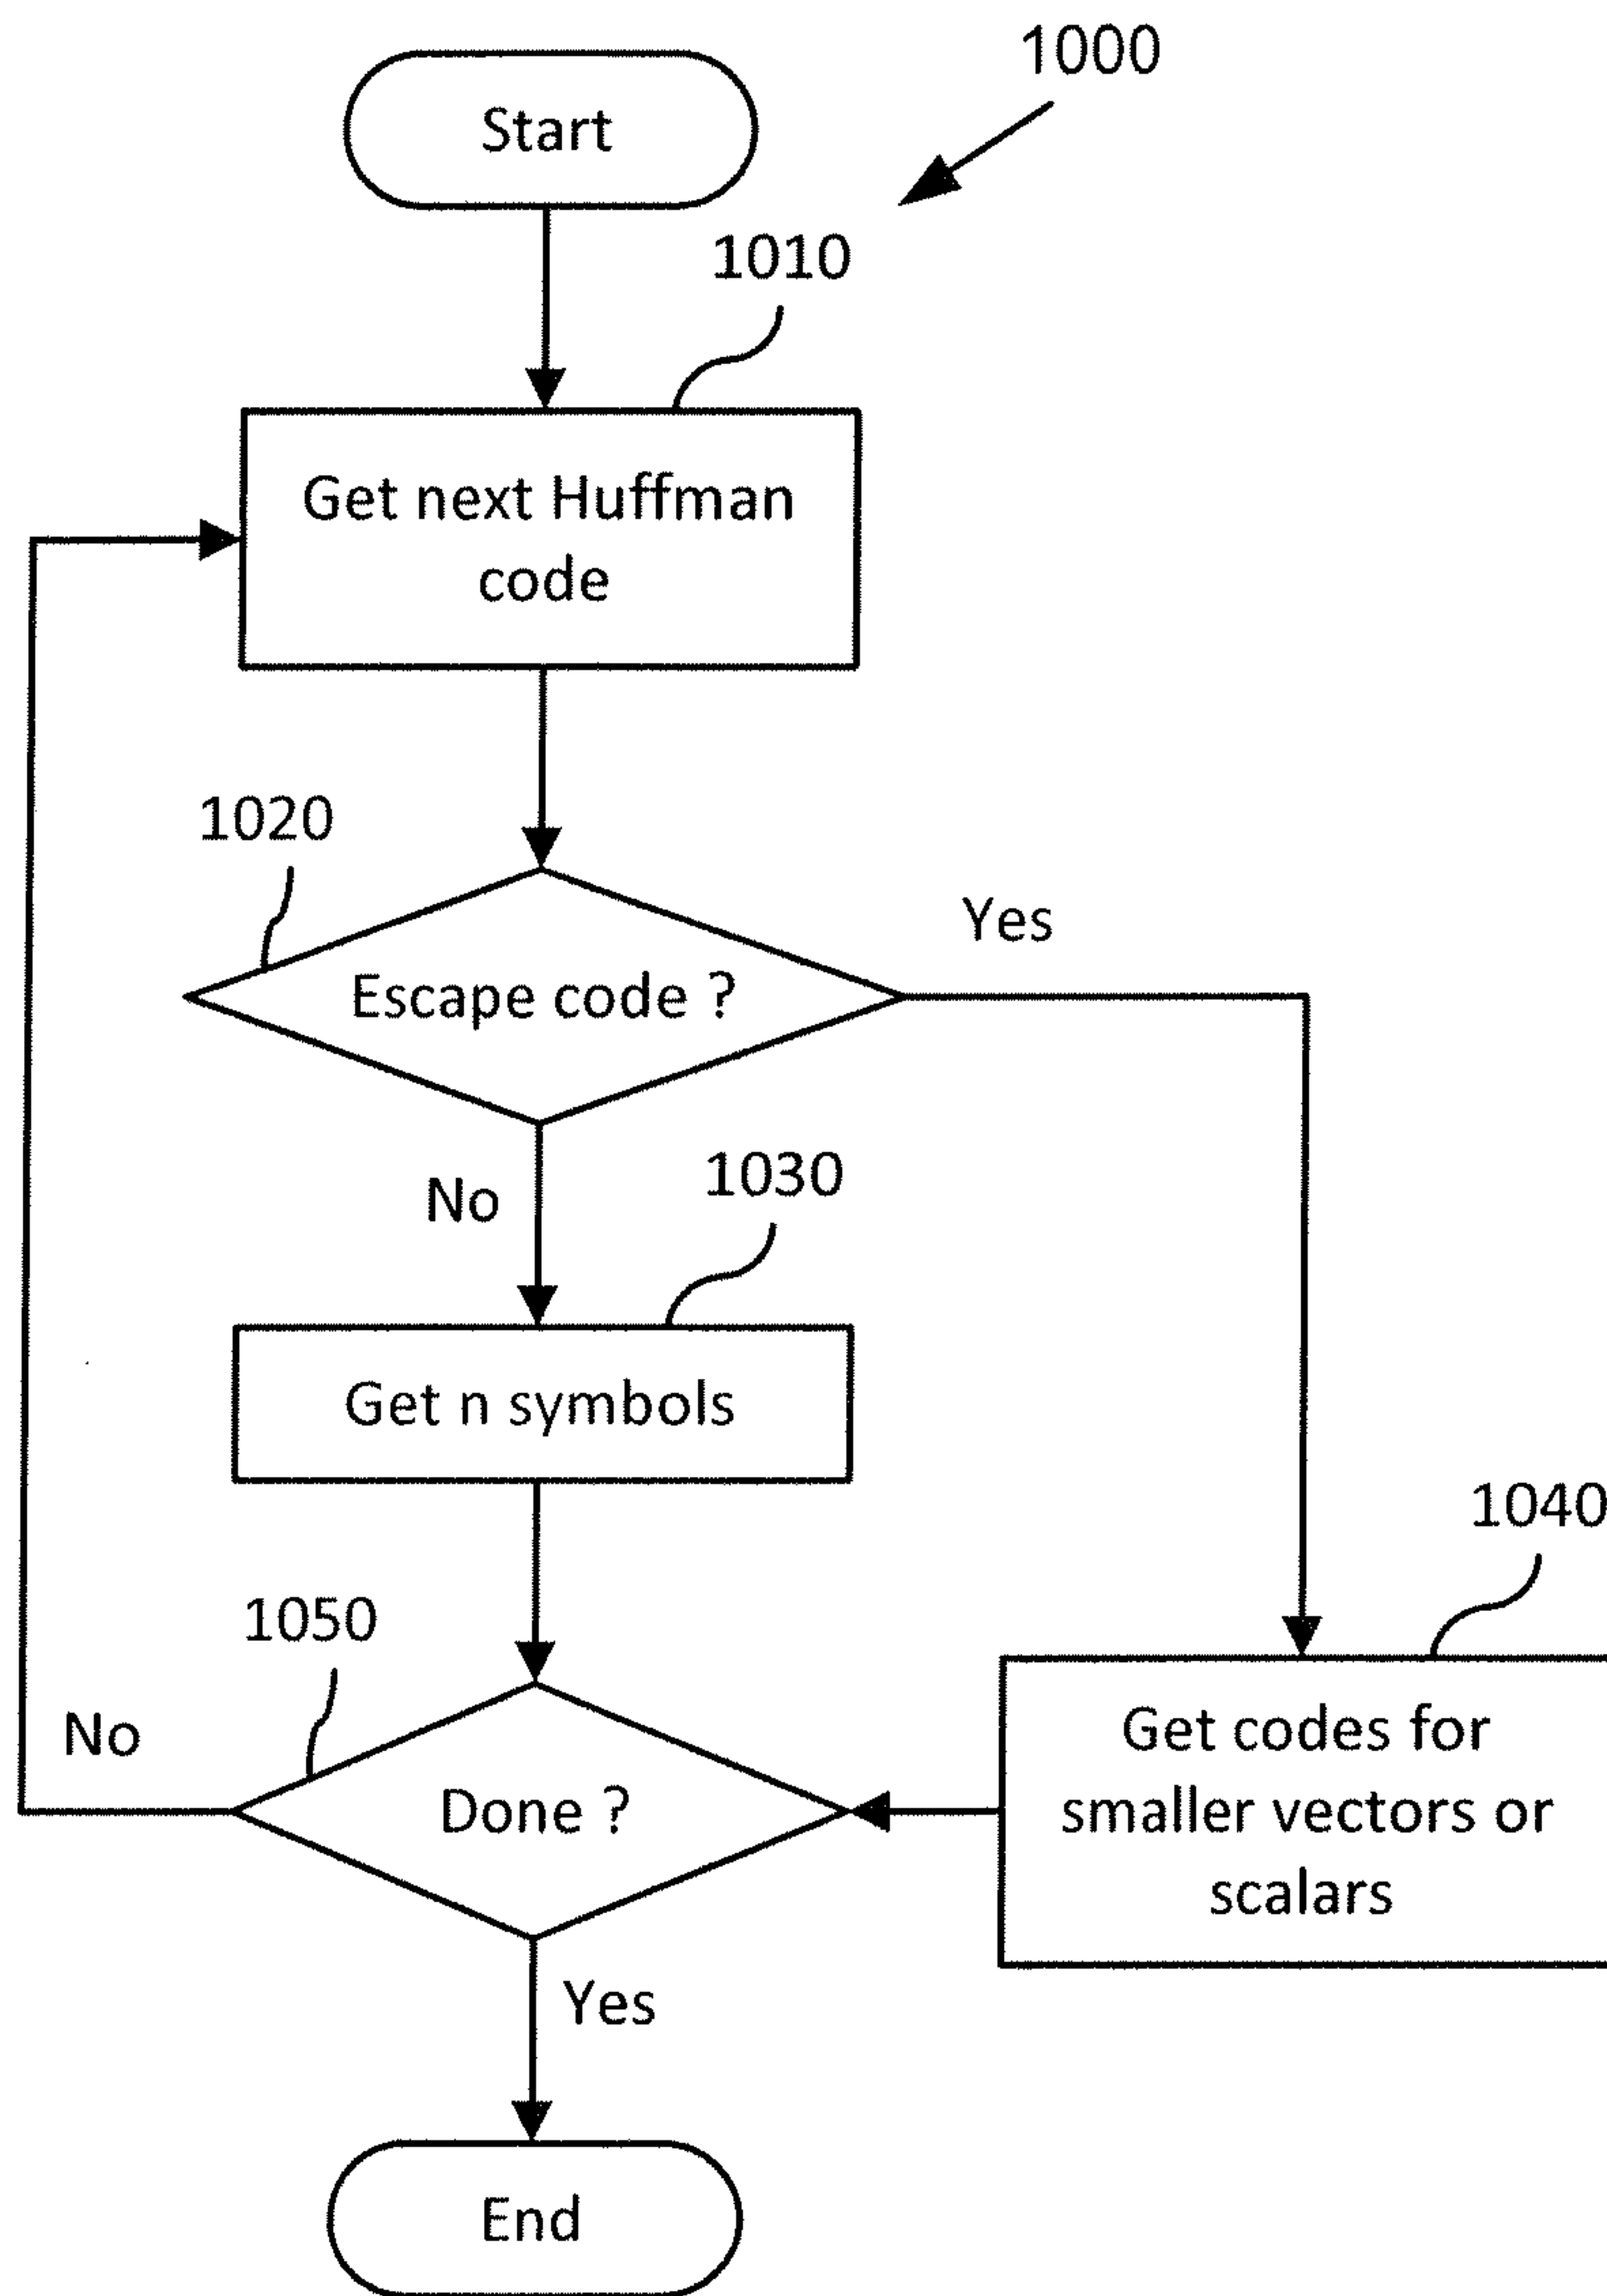 1000
Start
1010
Get next Huffman
code
1020
Escape code ?
Yes
No
1030
Get n symbols
1040
Get codes for
smaller vectors or
scalars
1050
Done ?
No
Yes
End